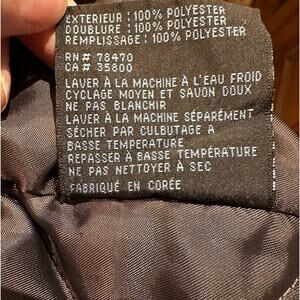 EXTERIEUR: 100% POLYESTER
DOUBLURE: 100% POLYESTER
REMPLISSAGE: 100% POLYESTER
RN# 78470
CA# 35800
LAVER À LA MACHINE À L'EAU FROID
CYCLAGE MOYEN ET SAVON DOUX
NE PAS BLANCHIR
LAVER À LA MACHINE SÉPARÉMENT
SÉCHER PAR CULBUTAGE A
BASSE TEMPERATURE
REPASSER À BASSE TEMPÉRATURE
NE PAS NETTOYER À SEC
FABRIQUÉ EN CORÉE